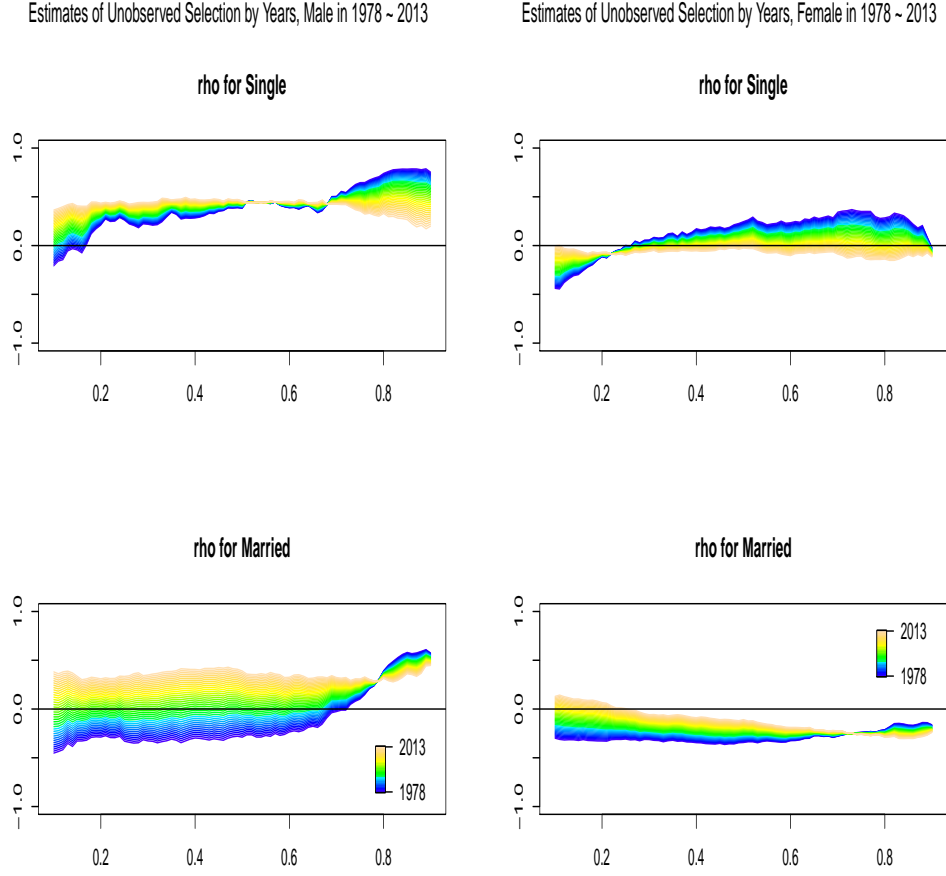 Estimates of Unobserved Selection by Years, Male in 1978 ~ 2013
rho for Single
1.0
0.0
−1.0
0.2 0.4 0.6 0.8
Estimates of Unobserved Selection by Years, Female in 1978 ~ 2013
rho for Single
1.0
0.0
−1.0
0.2 0.4 0.6 0.8
rho for Married
1.0
0.0
−1.0
2013
1978
0.2 0.4 0.6 0.8
rho for Married
1.0
0.0
−1.0
2013
1978
0.2 0.4 0.6 0.8